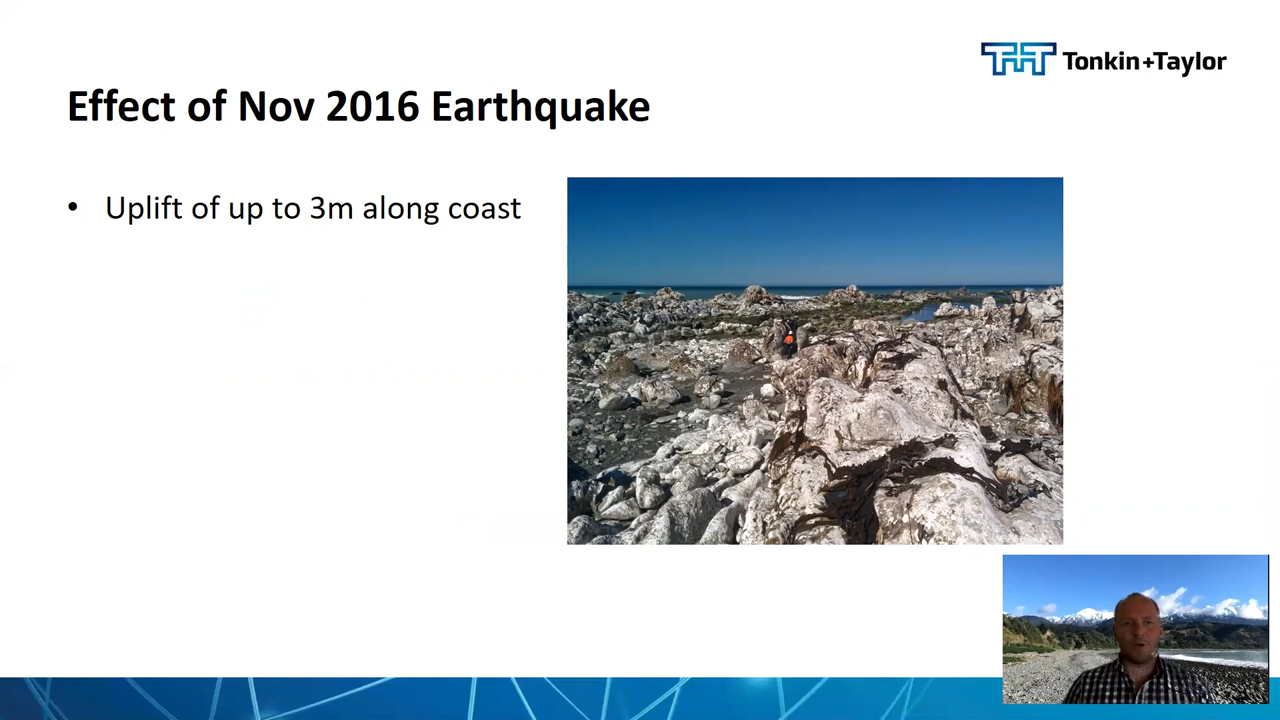 Tonkin+Taylor
Effect of Nov 2016 Earthquake
• Uplift of up to 3m along coast